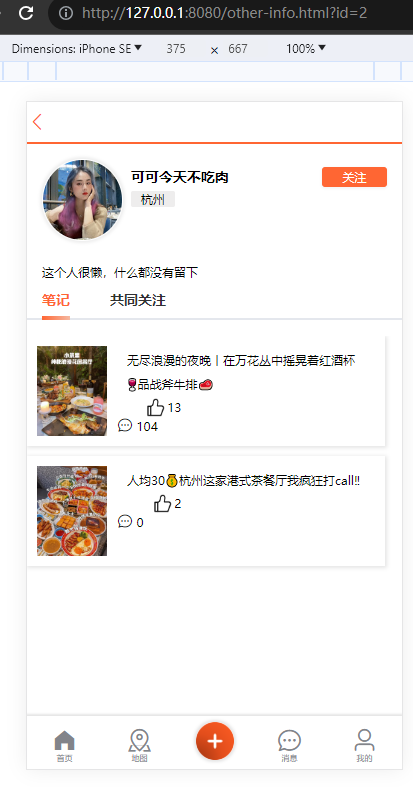 http://127.0.0.1:8080/other-info.html?id=2
Dimensions: iPhone SE▼ 375 × 667 100%▼
可可今天不吃肉 关注
杭州
这个人很懒，什么都没有留下
笔记 共同关注
无尽浪漫的夜晚丨在万花丛中摇晃着红酒杯
🍷品战斧牛排🥩
13
104
人均30💰杭州这家港式茶餐厅我疯狂打call!!
2
0
首页 地图 消息 我的